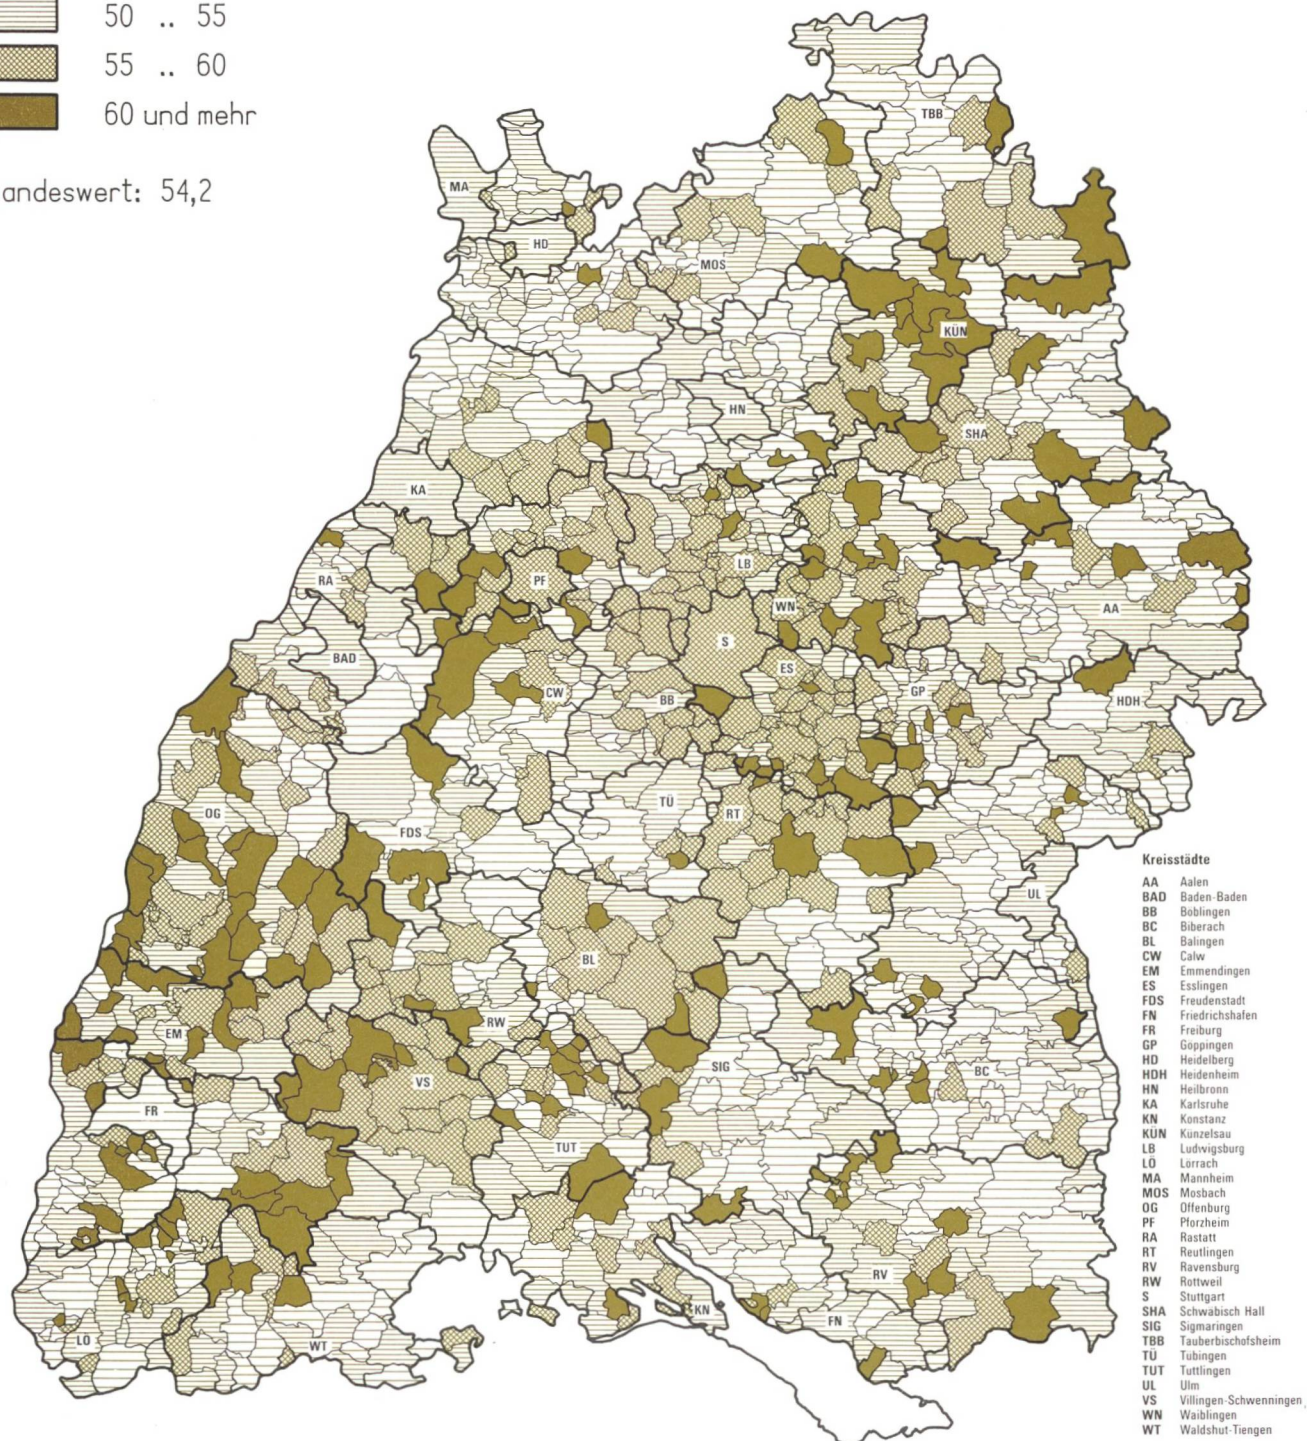 50 .. 55
55 .. 60
60 und mehr
andeswert: 54,2
TBB
MA
HD
MOS
KÜN
HN
SHA
KA
LB
PF
RA
WN
AA
S
BAD
ES
CW
BB
GP
HDH
TÜ
RT
OG
FDS
UL
BL
RW
EM
SIG
BC
VS
FR
TUT
RV
KN
FN
LÖ
WT
Kreisstädte
AA Aalen
BAD Baden-Baden
BB Böblingen
BC Biberach
BL Balingen
CW Calw
EM Emmendingen
ES Esslingen
FDS Freudenstadt
FN Friedrichshafen
FR Freiburg
GP Göppingen
HD Heidelberg
HDH Heidenheim
HN Heilbronn
KA Karlsruhe
KN Konstanz
KÜN Künzelsau
LB Ludwigsburg
LÖ Lörrach
MA Mannheim
MOS Mosbach
OG Offenburg
PF Pforzheim
RA Rastatt
RT Reutlingen
RV Ravensburg
RW Rottweil
S Stuttgart
SHA Schwäbisch Hall
SIG Sigmaringen
TBB Tauberbischofsheim
TÜ Tübingen
TUT Tuttlingen
UL Ulm
VS Villingen-Schwenningen
WN Waiblingen
WT Waldshut-Tiengen